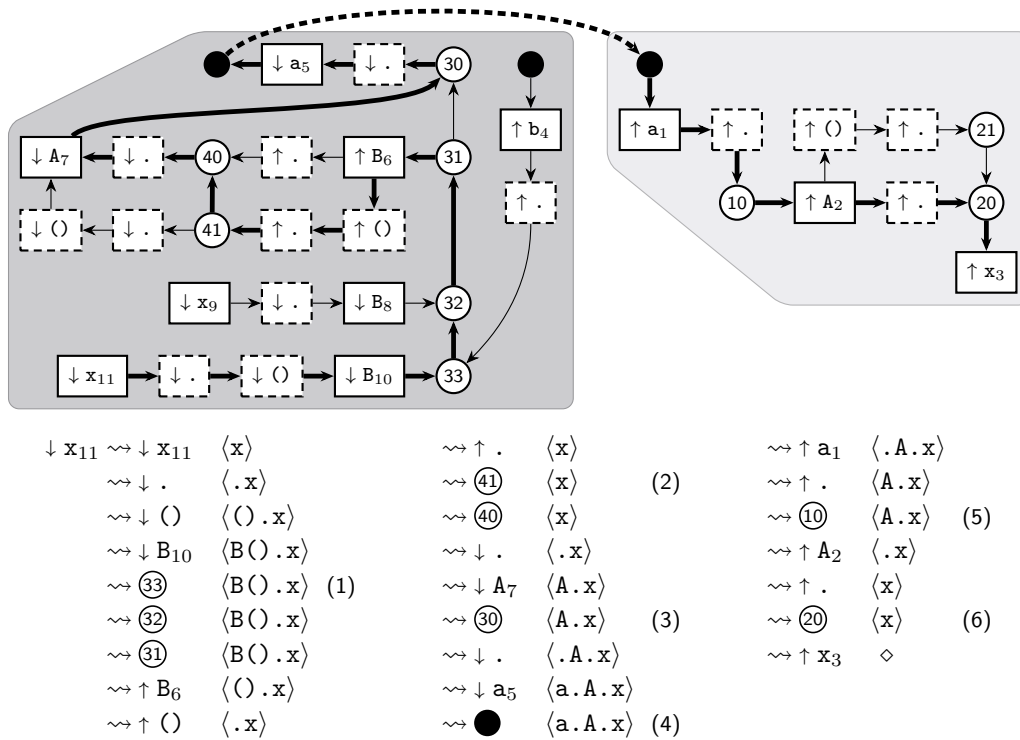 ↓ a₅ ↓ . 30
↑ a₁ ↑ . ↑ () ↑ . 21
↓ A₇ ↓ . 40 ↑ . ↑ B₆ 31 ↑ b₄
↓ () ↓ . 41 ↑ . ↑ () ↑ . 10 ↑ A₂ ↑ . 20
↑ x₃
↓ x₉ ↓ . ↓ B₈ 32
↓ x₁₁ ↓ . ↓ () ↓ B₁₀ 33
↓ x₁₁ ⇝ ↓ x₁₁ ⟨x⟩
⇝ ↓ . ⟨.x⟩
⇝ ↓ () ⟨().x⟩
⇝ ↓ B₁₀ ⟨B().x⟩
⇝ 33 ⟨B().x⟩ (1)
⇝ 32 ⟨B().x⟩
⇝ 31 ⟨B().x⟩
⇝ ↑ B₆ ⟨().x⟩
⇝ ↑ () ⟨.x⟩
⇝ ↑ . ⟨x⟩
⇝ 41 ⟨x⟩ (2)
⇝ 40 ⟨x⟩
⇝ ↓ . ⟨.x⟩
⇝ ↓ A₇ ⟨A.x⟩
⇝ 30 ⟨A.x⟩ (3)
⇝ ↓ . ⟨.A.x⟩
⇝ ↓ a₅ ⟨a.A.x⟩
⇝ ● ⟨a.A.x⟩ (4)
⇝ ↑ a₁ ⟨.A.x⟩
⇝ ↑ . ⟨A.x⟩
⇝ 10 ⟨A.x⟩ (5)
⇝ ↑ A₂ ⟨.x⟩
⇝ ↑ . ⟨x⟩
⇝ 20 ⟨x⟩ (6)
⇝ ↑ x₃ ⋄